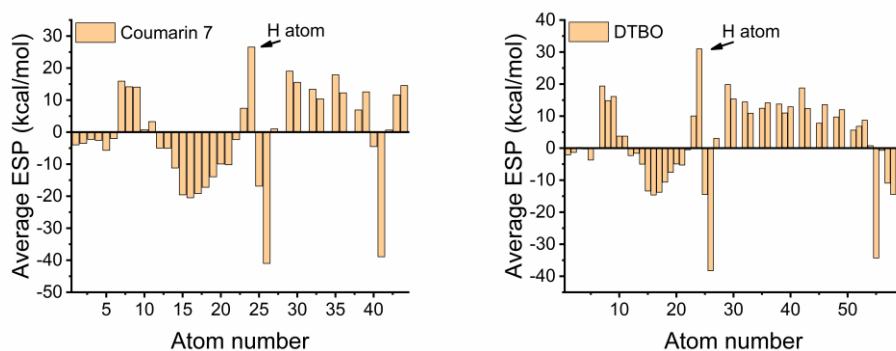 Coumarin 7
H atom
Average ESP (kcal/mol)
30
20
10
0
-10
-20
-30
-40
-50
5 10 15 20 25 30 35 40
Atom number
DTBO
H atom
Average ESP (kcal/mol)
40
30
20
10
0
-10
-20
-30
-40
10 20 30 40 50
Atom number